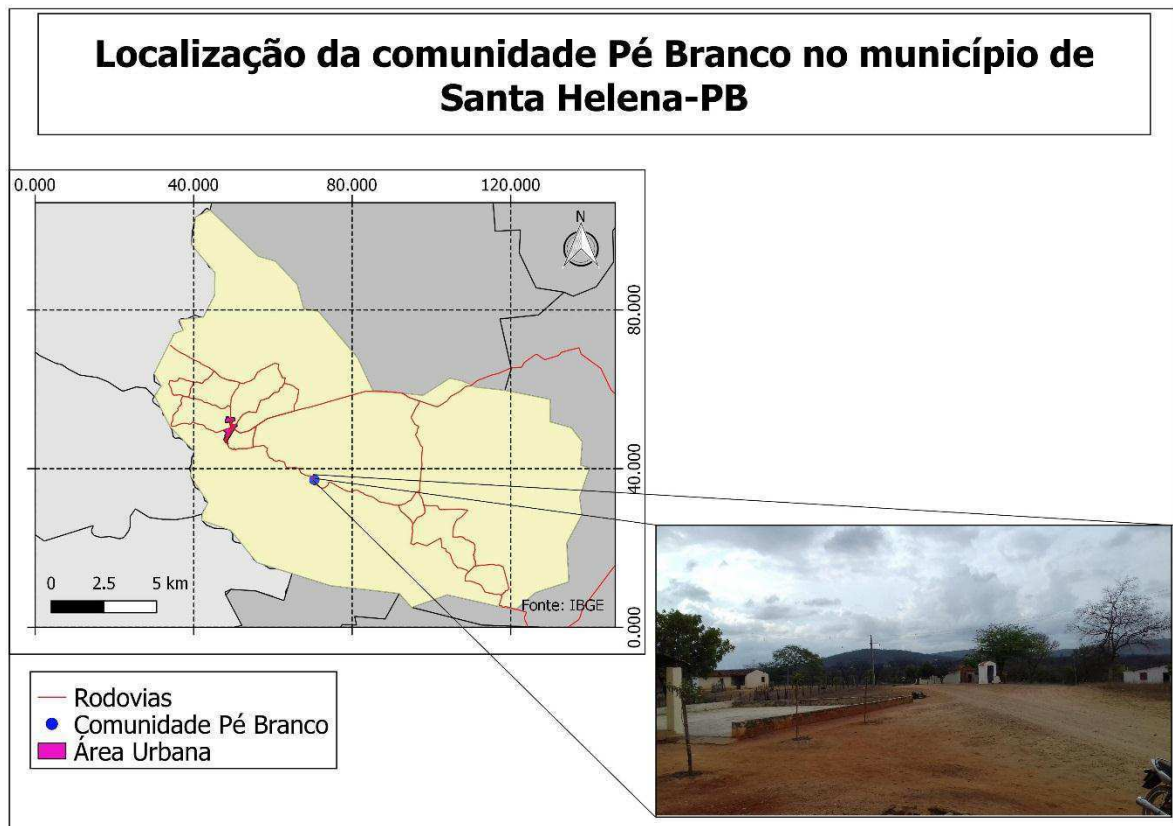 Localização da comunidade Pé Branco no município de
Santa Helena-PB
0.000 40.000 80.000 120.000
N
80.000
40.000
0.000
0 2.5 5 km
Fonte: IBGE
Rodovias
Comunidade Pé Branco
Área Urbana